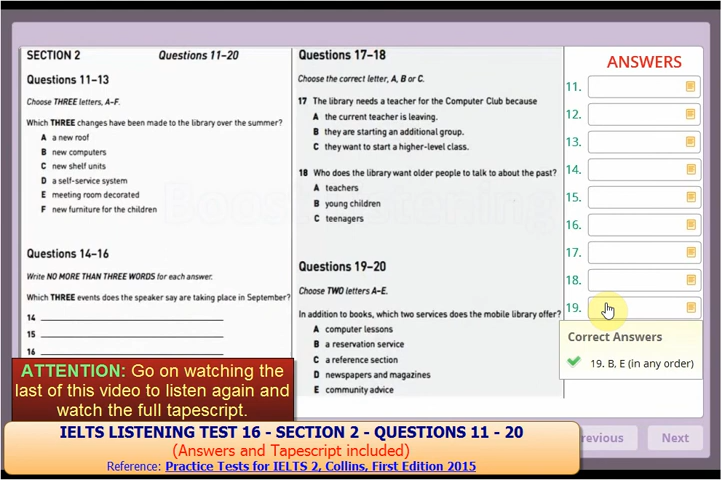 SECTION 2 Questions 11–20
Questions 11–13
Choose THREE letters, A–F.
Which THREE changes have been made to the library over the summer?
A a new roof
B new computers
C new shelf units
D a self-service system
E meeting room decorated
F new furniture for the children
Questions 14–16
Write NO MORE THAN THREE WORDS for each answer.
Which THREE events does the speaker say are taking place in September?
14
15
16
Questions 17–18
Choose the correct letter, A, B or C.
17 The library needs a teacher for the Computer Club because
A the current teacher is leaving.
B they are starting an additional group.
C they want to start a higher-level class.
18 Who does the library want older people to talk to about the past?
A teachers
B young children
C teenagers
Questions 19–20
Choose TWO letters A–E.
In addition to books, which two services does the mobile library offer?
A computer lessons
B a reservation service
C a reference section
D newspapers and magazines
E community advice
ANSWERS
11.
12.
13.
14.
15.
16.
17.
18.
19.
Correct Answers
19. B, E (in any order)
revious Next
ATTENTION: Go on watching the
last of this video to listen again and
watch the full tapescript.
IELTS LISTENING TEST 16 - SECTION 2 - QUESTIONS 11 - 20
(Answers and Tapescript included)
Reference: Practice Tests for IELTS 2, Collins, First Edition 2015